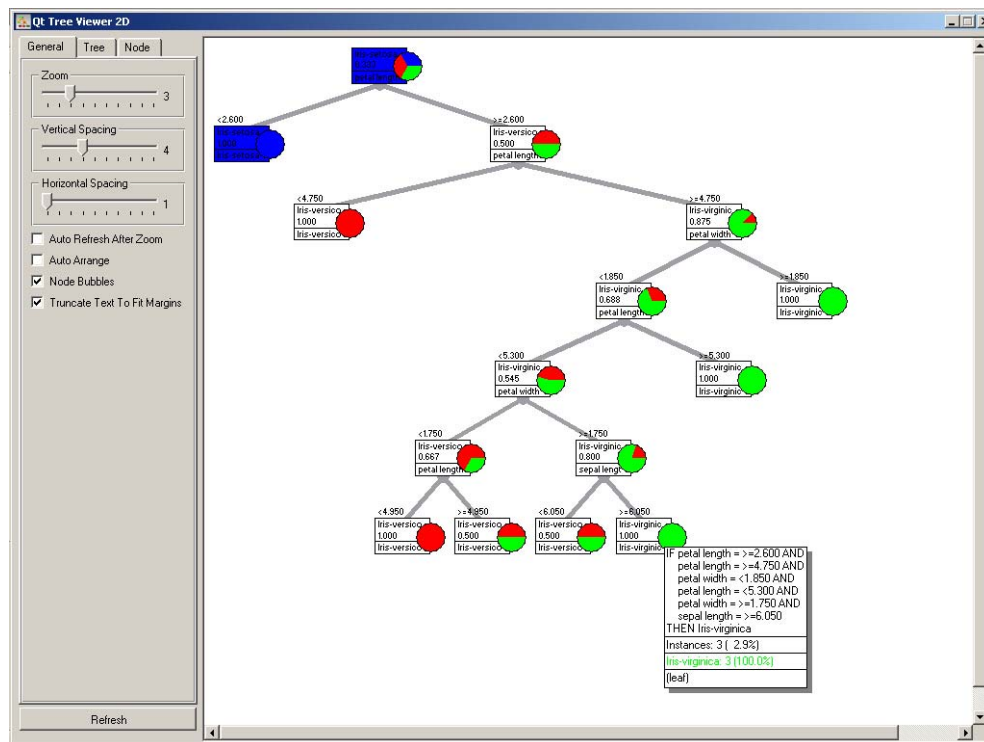 Qt Tree Viewer 2D
General Tree Node
Zoom
3
Vertical Spacing
4
Horizontal Spacing
1
Auto Refresh After Zoom
Auto Arrange
Node Bubbles
Truncate Text To Fit Margins
Refresh
Iris-setosa
0.333
petal length
<2.600
1.000
>=2.600
Iris-versico
0.500
petal length
<4.750
Iris-versico
1.000
Iris-versico
>=4.750
Iris-virginic
0.875
petal width
<1.850
Iris-virginic
0.688
petal length
>=1.850
Iris-virginic
1.000
Iris-virginic
<5.300
Iris-virginic
0.545
petal width
>=5.300
Iris-virginic
1.000
Iris-virginic
<1.750
Iris-versico
0.667
petal length
>=1.750
Iris-virginic
0.800
sepal lengt
<4.950
Iris-versico
1.000
Iris-versico
>=4.950
Iris-versico
0.500
Iris-versico
<6.050
Iris-versico
0.500
Iris-versico
>=6.050
Iris-virginic
1.000
Iris-virginic
IF petal length = >=2.600 AND
petal length = >=4.750 AND
petal width = <1.850 AND
petal length = <5.300 AND
petal width = >=1.750 AND
sepal length = >=6.050
THEN Iris-virginica
Instances: 3 ( 2.9%)
Iris-virginica: 3 (100.0%)
(leaf)